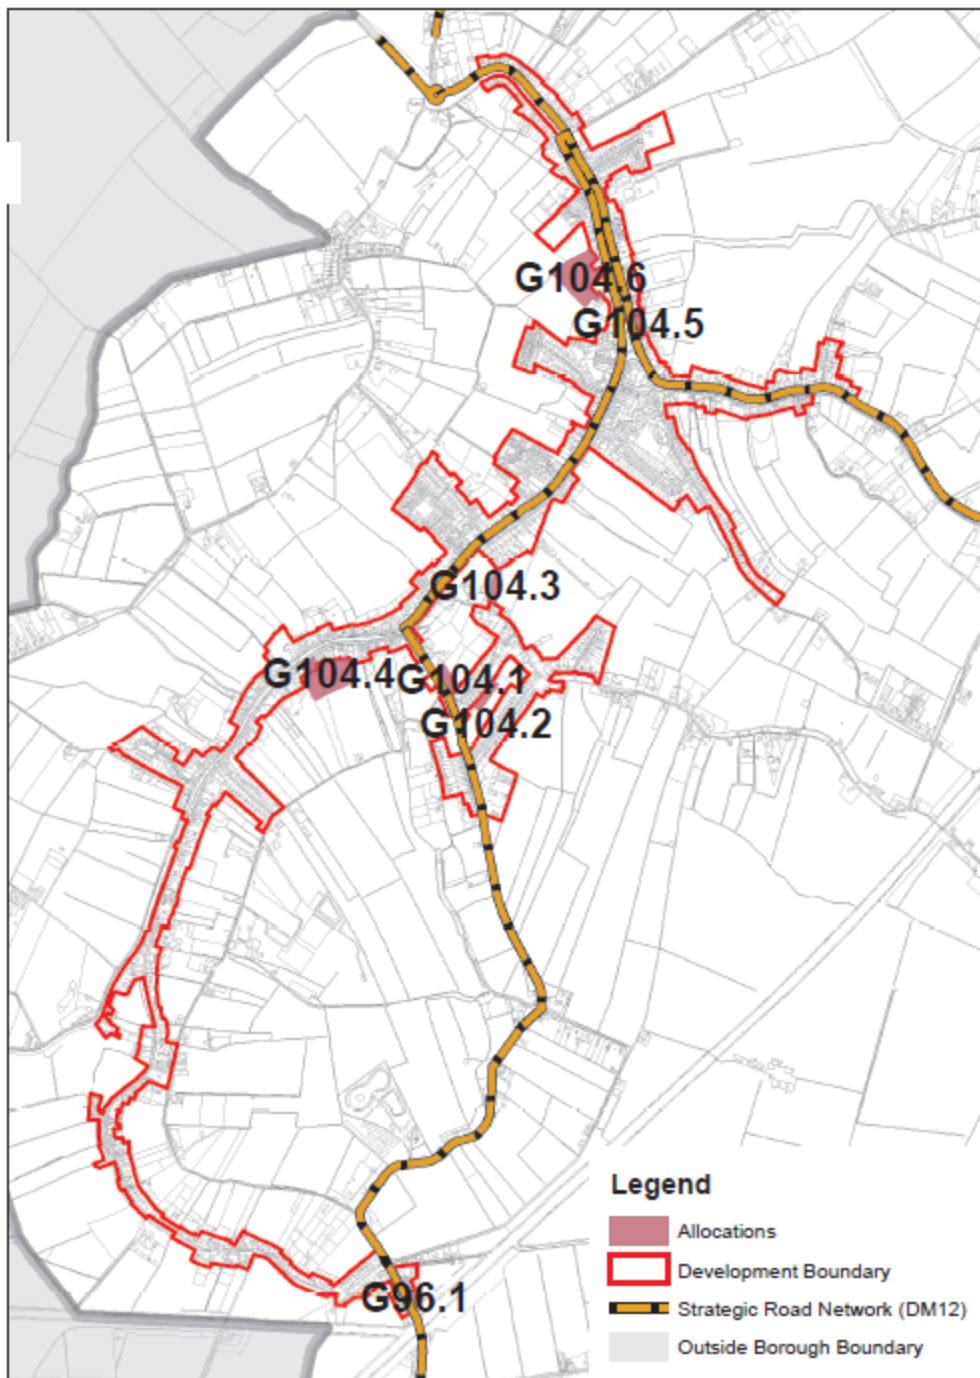 G104.6
G104.5
G104.3
G104.4
G104.1
G104.2
G96.1
Legend
Allocations
Development Boundary
Strategic Road Network (DM12)
Outside Borough Boundary